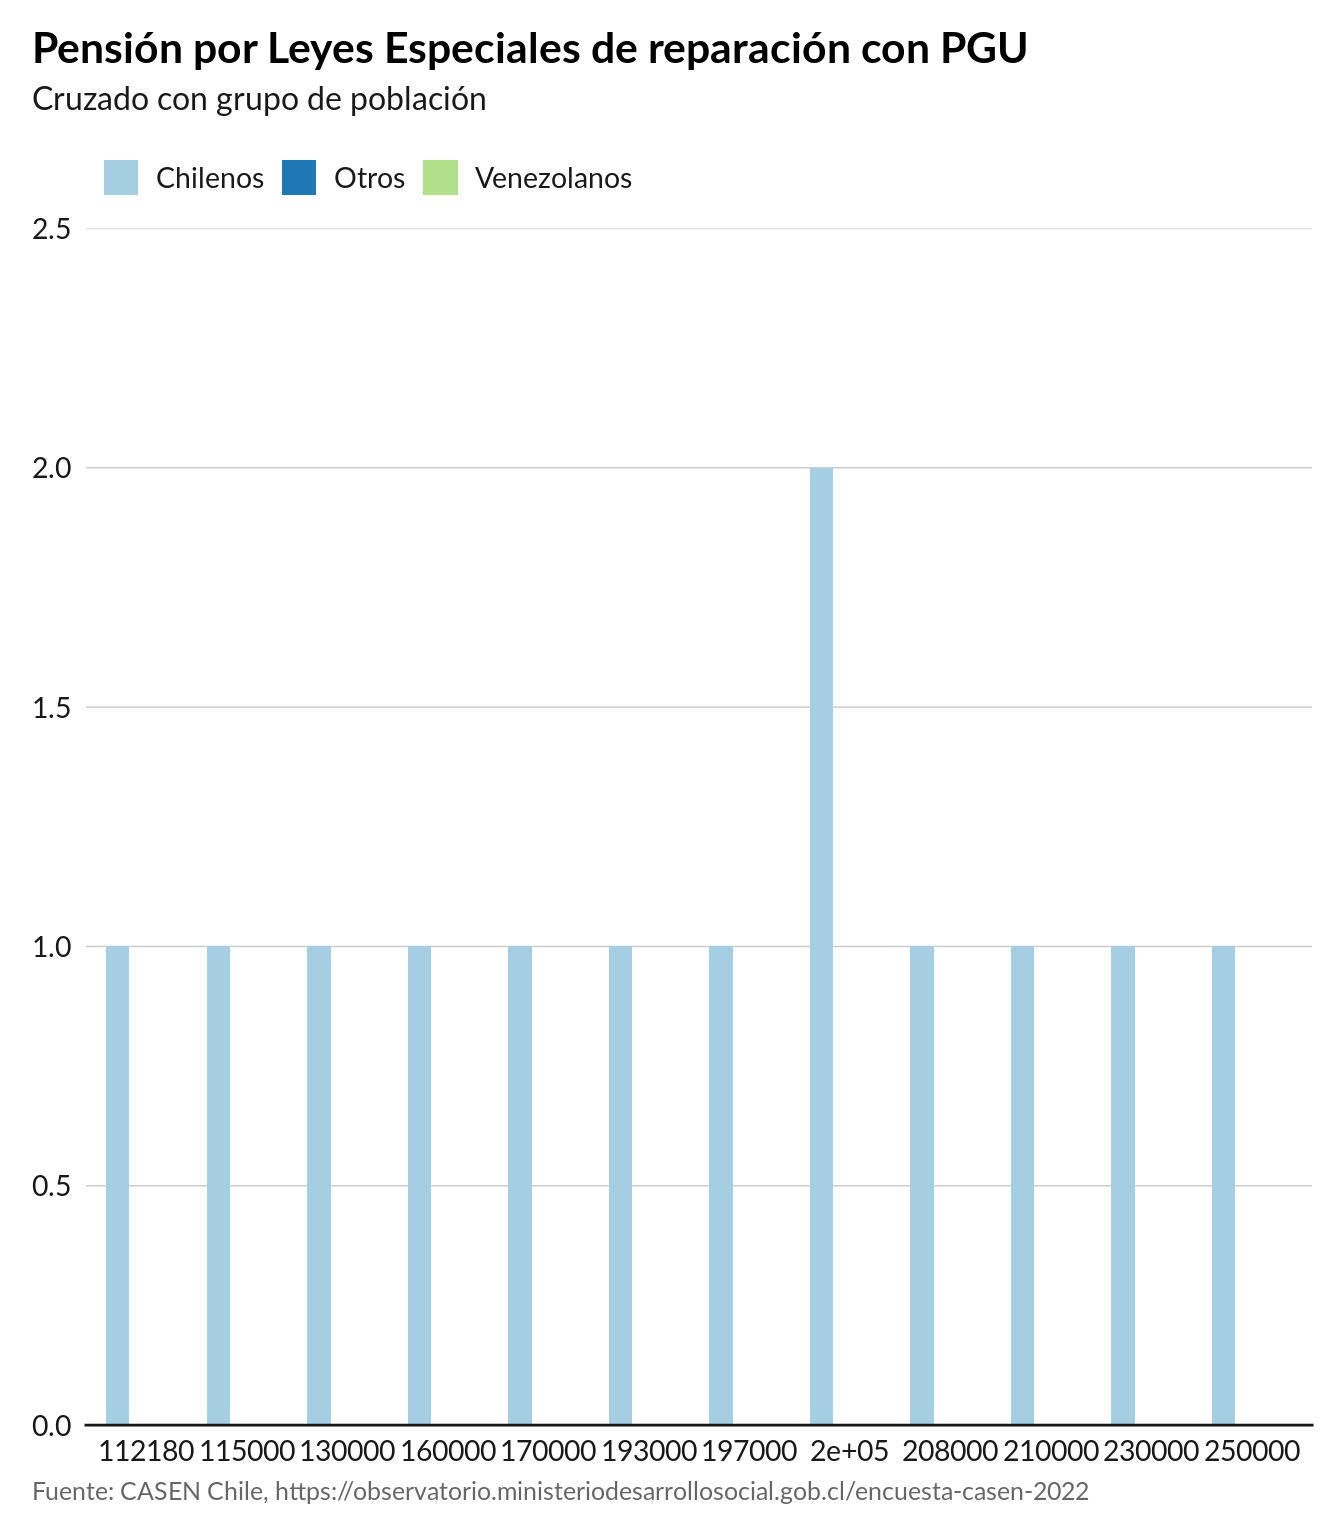 Pensión por Leyes Especiales de reparación con PGU
Cruzado con grupo de población
Chilenos Otros Venezolanos
2.5
2.0
1.5
1.0
0.5
0.0
112180 115000 130000 160000 170000 193000 197000 2e+05 208000 210000 230000 250000
Fuente: CASEN Chile, https://observatorio.ministeriodesarrollosocial.gob.cl/encuesta-casen-2022